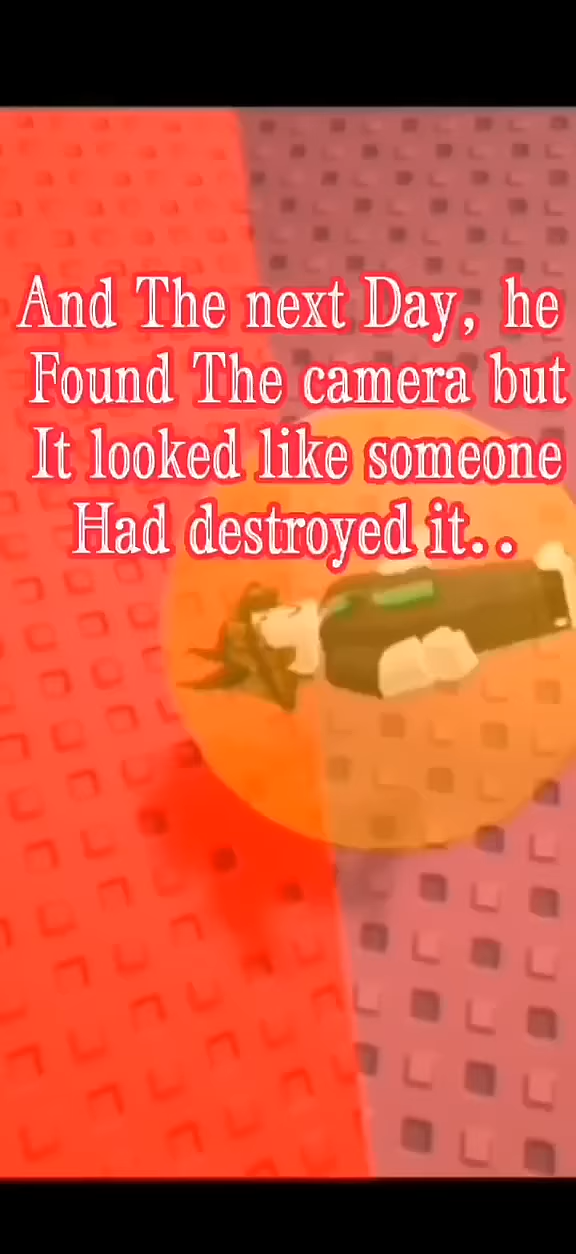 And The next Day, he
Found The camera but
It looked like someone
Had destroyed it..